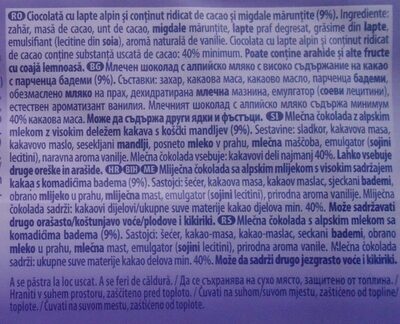 RO Ciocolată cu lapte alpin și conținut ridicat de cacao și migdale mărunțite (9%). Ingrediente:
zahăr, masă de cacao, unt de cacao, migdale mărunțite, lapte praf degresat, grăsime din lapte,
emulsifiant (lecitine din soia), aromă naturală de vanilie. Ciocolata cu lapte alpin și conținut ridicat
de cacao conține substanță uscată de cacao: 40% minimum. Poate conține arahide și alte fructe
cu coajă lemnoasă. BG Млечен шоколад с алпийско мляко с високо съдържание на какао
с парченца бадеми (9%). Съставки: захар, какаова маса, какаово масло, парченца бадеми,
обезмаслено мляко на прах, дехидратирана млечна мазнина, емулгатор (соеви лецитини),
естествен ароматизант ванилия. Млечният шоколад с алпийско мляко съдържа минимум
40% какаова маса. Може да съдържа други ядки и фъстъци. SI Mlečna čokolada z alpskim
mlekom z visokim deležem kakava s koščki mandljev (9%). Sestavine: sladkor, kakavova masa,
kakavovo maslo, sesekljani mandlji, posneto mleko v prahu, mlečna maščoba, emulgator (sojini
lecitini), naravna aroma vanilje. Mlečna čokolada vsebuje: kakavovi deli najmanj 40%. Lahko vsebuje
druge oreške in arašide. HR BIH ME Mliječna čokolada sa alpskim mlijekom s visokim sadržajem
kakaa s komadićima badema (9%). Sastojci: šećer, kakaova masa, kakaov maslac, sjeckani bademi,
obrano mlijeko u prahu, mliječna mast, emulgator (sojini lecitini), prirodna aroma vanilije. Mliječna
čokolada sadrži: kakaovi dijelovi/ukupne suve materije kakao djelova min. 40%. Može sadržavati
drugo orašasto/koštunjavo voće/plodove i kikiriki. RS Mlečna čokolada sa alpskim mlekom sa
komadićima badema (9%). Sastojci: šećer, kakao masa, kakao maslac, seckani bademi, obrano
mleko u prahu, mlečna mast, emulgator (sojini lecitini), prirodna aroma vanile. Mlečna čokolada
sadrži: ukupne suve materije kakao delova min. 40%. Može da sadrži drugo jezgrasto voće i kikiriki.
A se păstra la loc uscat. A se feri de căldură. / Да се съхранява на сухо място, защитено от топлина. /
Hraniti v suhem prostoru, zaščiteno pred toploto. / Čuvati na suhom/suvom mjestu, zaštićeno od
topline/toplote. / Čuvati na suvom mestu, zaštićeno od toplote.